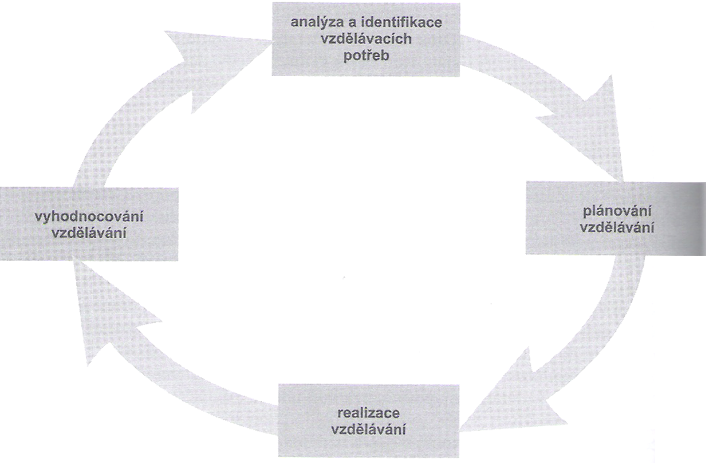 analýza a identifikace
vzdělávacích
potřeb
plánování
vzdělávání
realizace
vzdělávání
vyhodnocování
vzdělávání